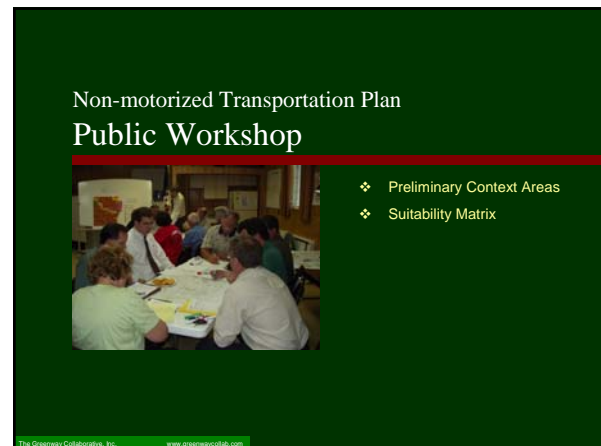 Non-motorized Transportation Plan
Public Workshop
❖ Preliminary Context Areas
❖ Suitability Matrix
The Greenway Collaborative, Inc. www.greenwaycollab.com